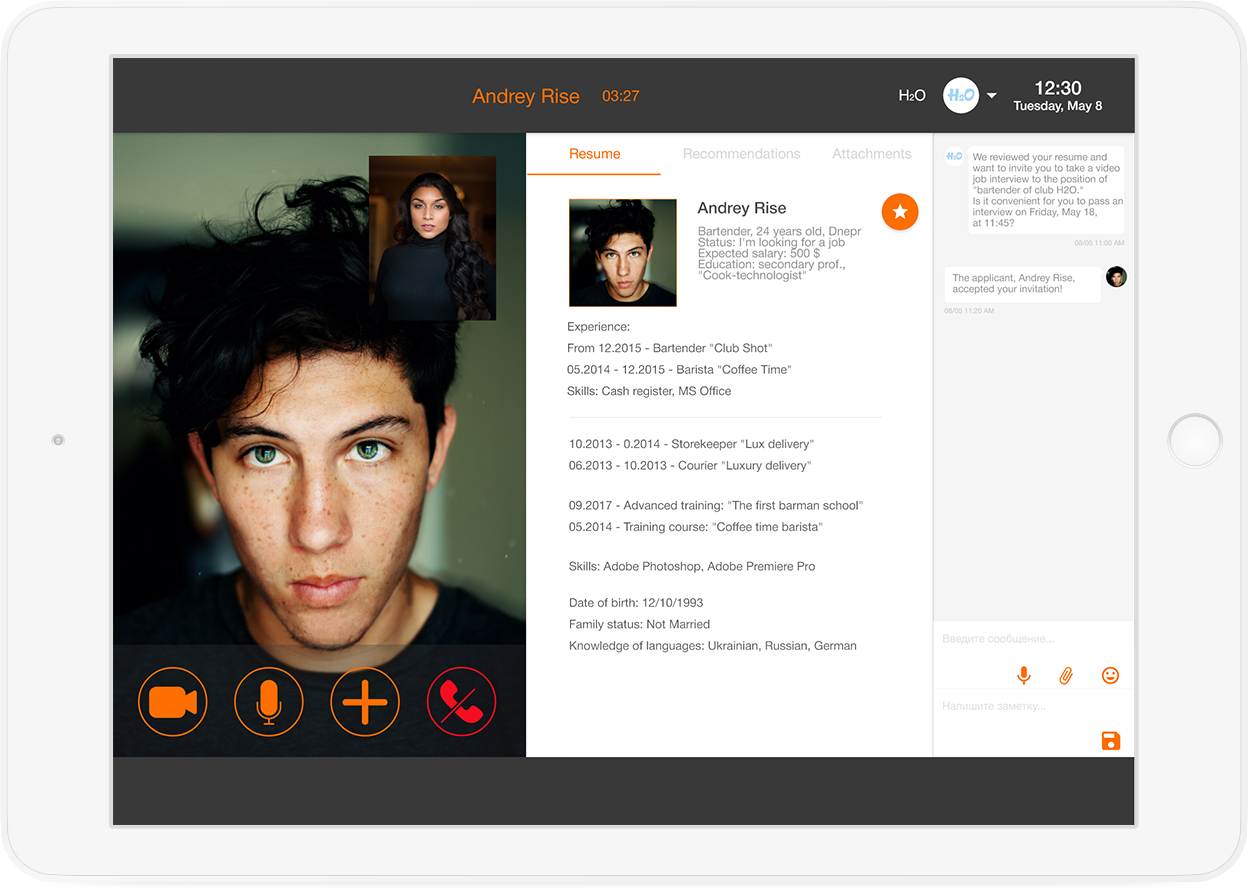 Andrey Rise 03:27
H₂O
H₂O
12:30
Tuesday, May 8
Resume Recommendations Attachments
Andrey Rise
Bartender, 24 years old, Dnepr
Status: I'm looking for a job
Expected salary: 500 $
Education: secondary prof.,
"Cook-technologist"
Experience:
From 12.2015 - Bartender "Club Shot"
05.2014 - 12.2015 - Barista "Coffee Time"
Skills: Cash register, MS Office
10.2013 - 0.2014 - Storekeeper "Lux delivery"
06.2013 - 10.2013 - Courier "Luxury delivery"
09.2017 - Advanced training: "The first barman school"
05.2014 - Training course: "Coffee time barista"
Skills: Adobe Photoshop, Adobe Premiere Pro
Date of birth: 12/10/1993
Family status: Not Married
Knowledge of languages: Ukrainian, Russian, German
H₂O
We reviewed your resume and
want to invite you to take a video
job interview to the position of
"bartender of club H2O."
Is it convenient for you to pass an
interview on Friday, May 18,
at 11:45?
08/05 11:00 AM
The applicant, Andrey Rise,
accepted your invitation!
08/05 11:20 AM
Введите сообщение...
Напишите заметку...